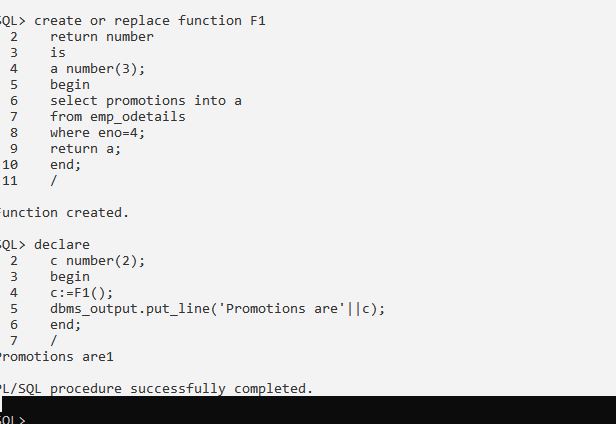 SQL> create or replace function F1
2 return number
3 is
4 a number(3);
5 begin
6 select promotions into a
7 from emp_odetails
8 where eno=4;
9 return a;
10 end;
11 /
Function created.
SQL> declare
2 c number(2);
3 begin
4 c:=F1();
5 dbms_output.put_line('Promotions are'||c);
6 end;
7 /
Promotions are1
PL/SQL procedure successfully completed.
SQL>